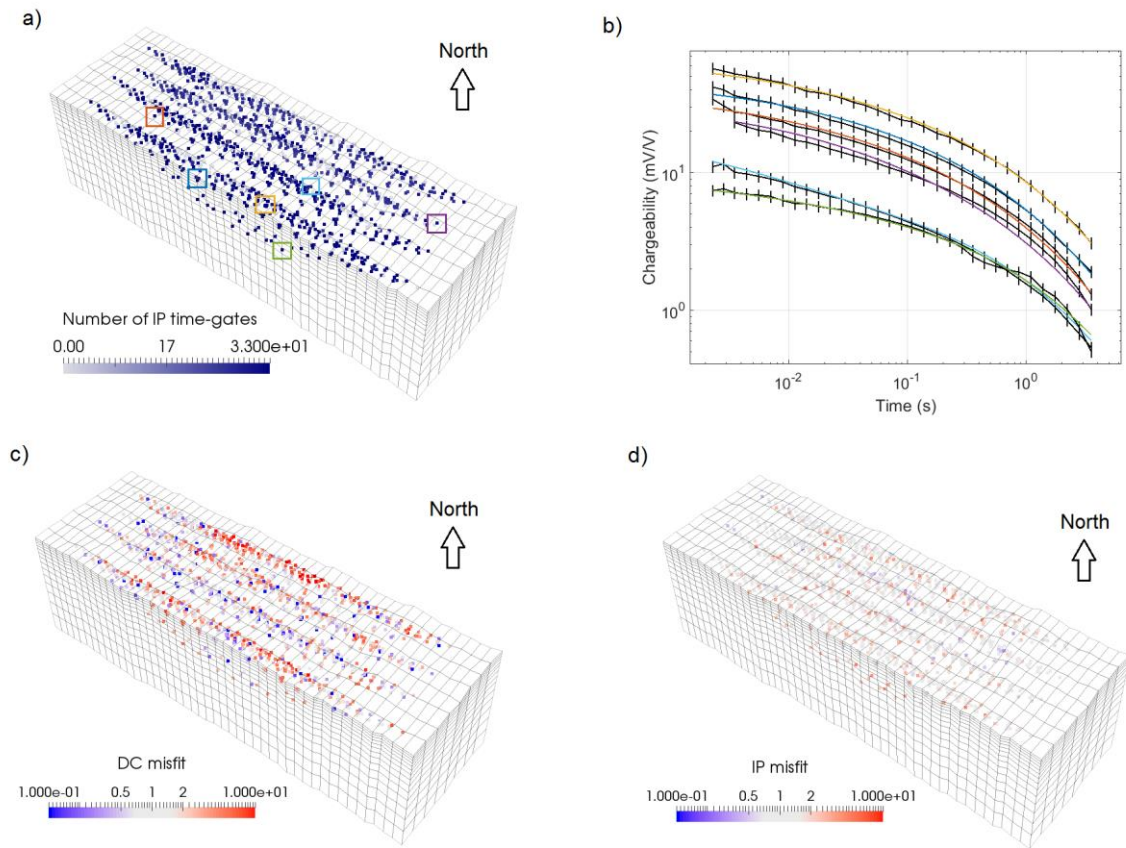 a)
North
Number of IP time-gates
0.00 17 3.300e+01
b)
Chargeability (mV/V)
10¹
10⁰
10⁻² 10⁻¹ 10⁰
Time (s)
c)
North
DC misfit
1.000e-01 0.5 1 2 1.000e+01
d)
North
IP misfit
1.000e-01 0.5 1 2 1.000e+01